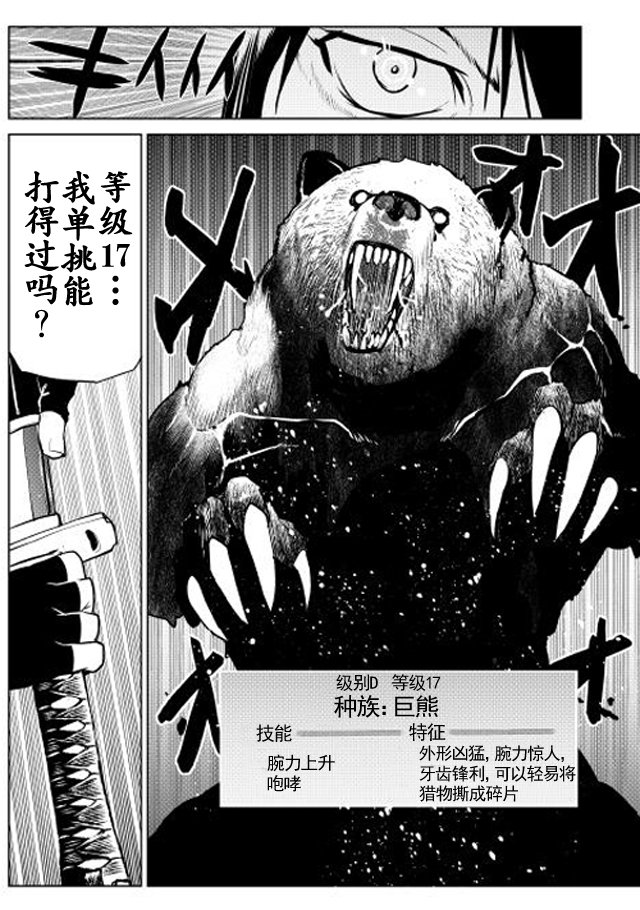 キィィィ
等级17…
我单挑能
打得过吗？
オオオオオ
级别D 等级17
种族：巨熊
技能
腕力上升
咆哮
特征
外形凶猛，腕力惊人，
牙齿锋利，可以轻易将
猎物撕成碎片